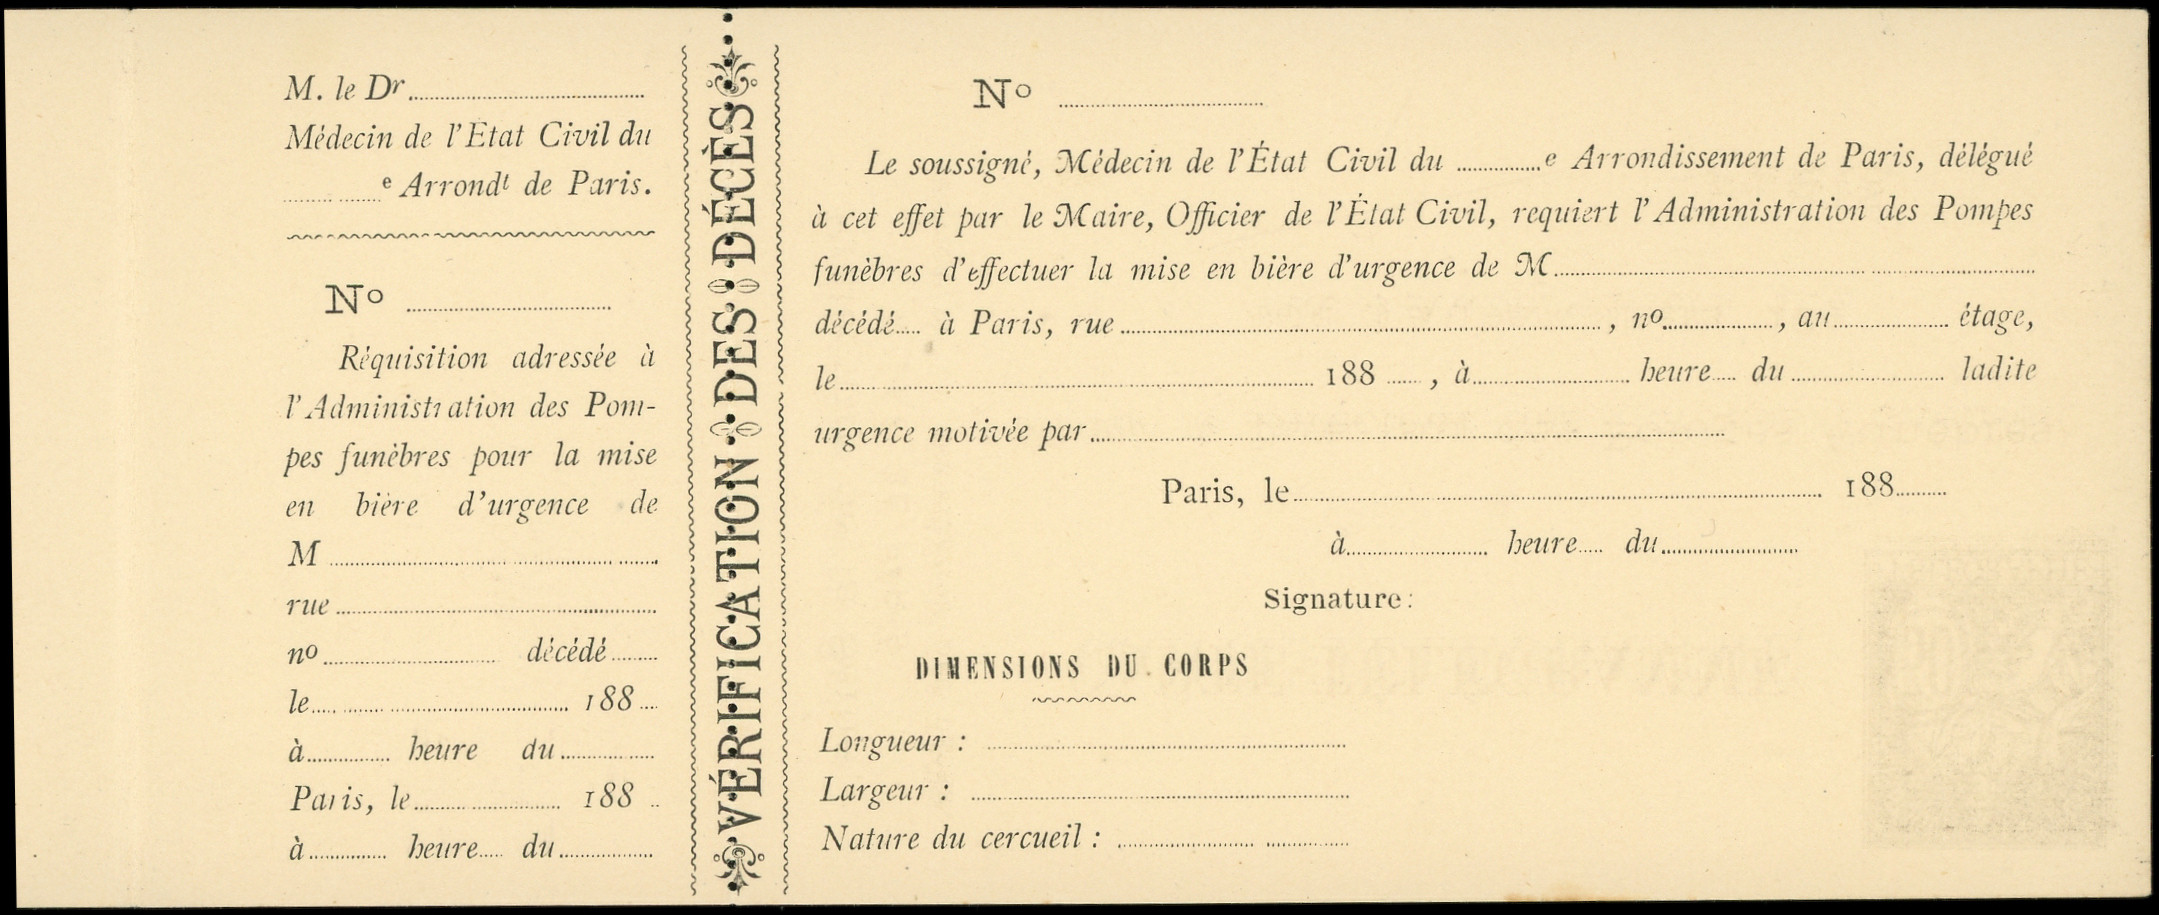 M. le Dr
Médecin de l'État Civil du
e Arrondt de Paris.
No
Réquisition adressée à
l'Administration des Pom-
pes funèbres pour la mise
en bière d'urgence de
M
rue
no décédé
le 188
à heure du
Paris, le 188
à heure du
VÉRIFICATION DES DÉCÈS
No
Le soussigné, Médecin de l'État Civil du e Arrondissement de Paris, délégué
à cet effet par le Maire, Officier de l'État Civil, requiert l'Administration des Pompes
funèbres d'effectuer la mise en bière d'urgence de M
décédé à Paris, rue , no , au étage,
le 188 , à heure du ladite
urgence motivée par
Paris, le 188
à heure du
Signature:
DIMENSIONS DU CORPS
Longueur :
Largeur :
Nature du cercueil :